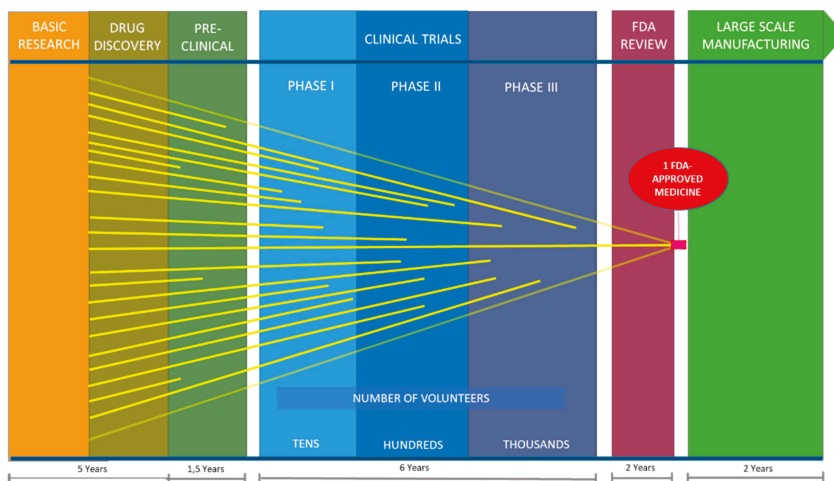 BASIC
RESEARCH
DRUG
DISCOVERY
PRE-
CLINICAL
CLINICAL TRIALS
FDA
REVIEW
LARGE SCALE
MANUFACTURING
PHASE I
PHASE II
PHASE III
1 FDA-
APPROVED
MEDICINE
NUMBER OF VOLUNTEERS
TENS
HUNDREDS
THOUSANDS
5 Years
1,5 Years
6 Years
2 Years
2 Years